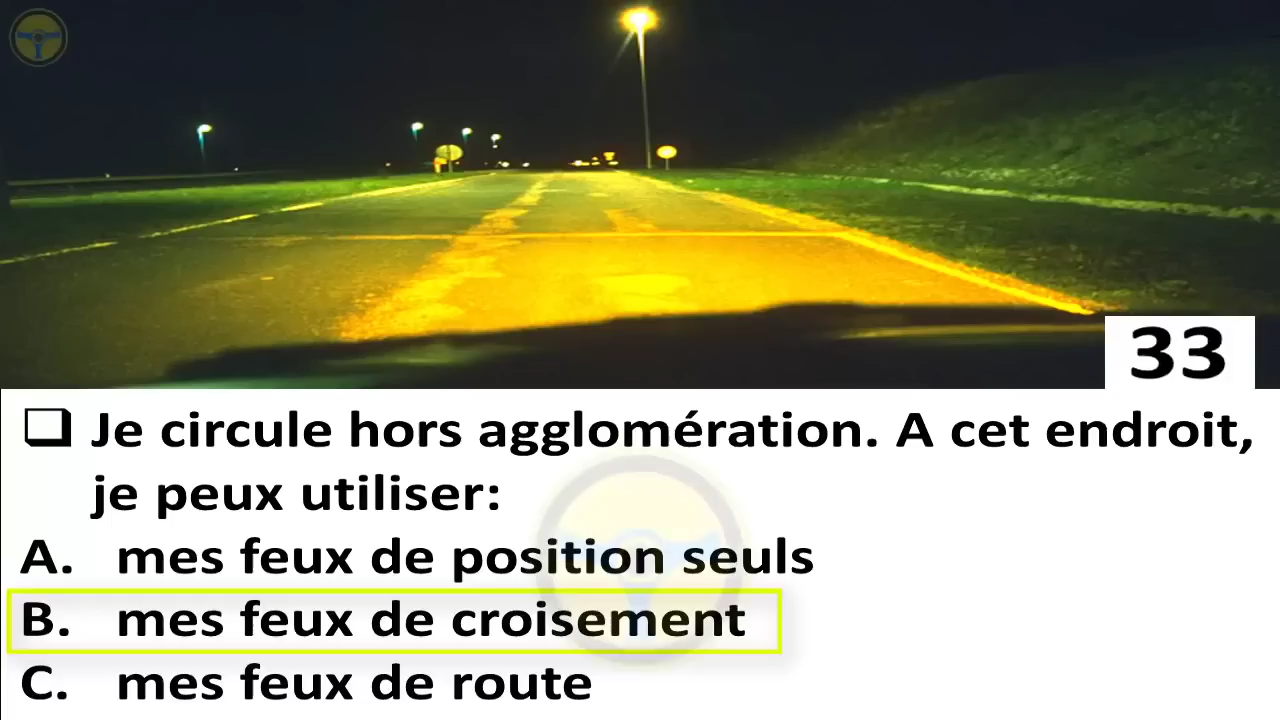 33
❑ Je circule hors agglomération. A cet endroit,
je peux utiliser:
A. mes feux de position seuls
B. mes feux de croisement
C. mes feux de route